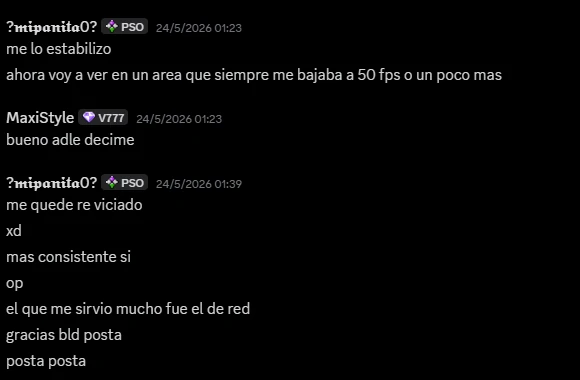 ?𝖒𝖎𝖕𝖆𝖓𝖎𝖙𝖆0? PSO 24/5/2026 01:23
me lo estabilizo
ahora voy a ver en un area que siempre me bajaba a 50 fps o un poco mas
MaxiStyle V777 24/5/2026 01:23
bueno adle decime
?𝖒𝖎𝖕𝖆𝖓𝖎𝖙𝖆0? PSO 24/5/2026 01:39
me quede re viciado
xd
mas consistente si
op
el que me sirvio mucho fue el de red
gracias bld posta
posta posta